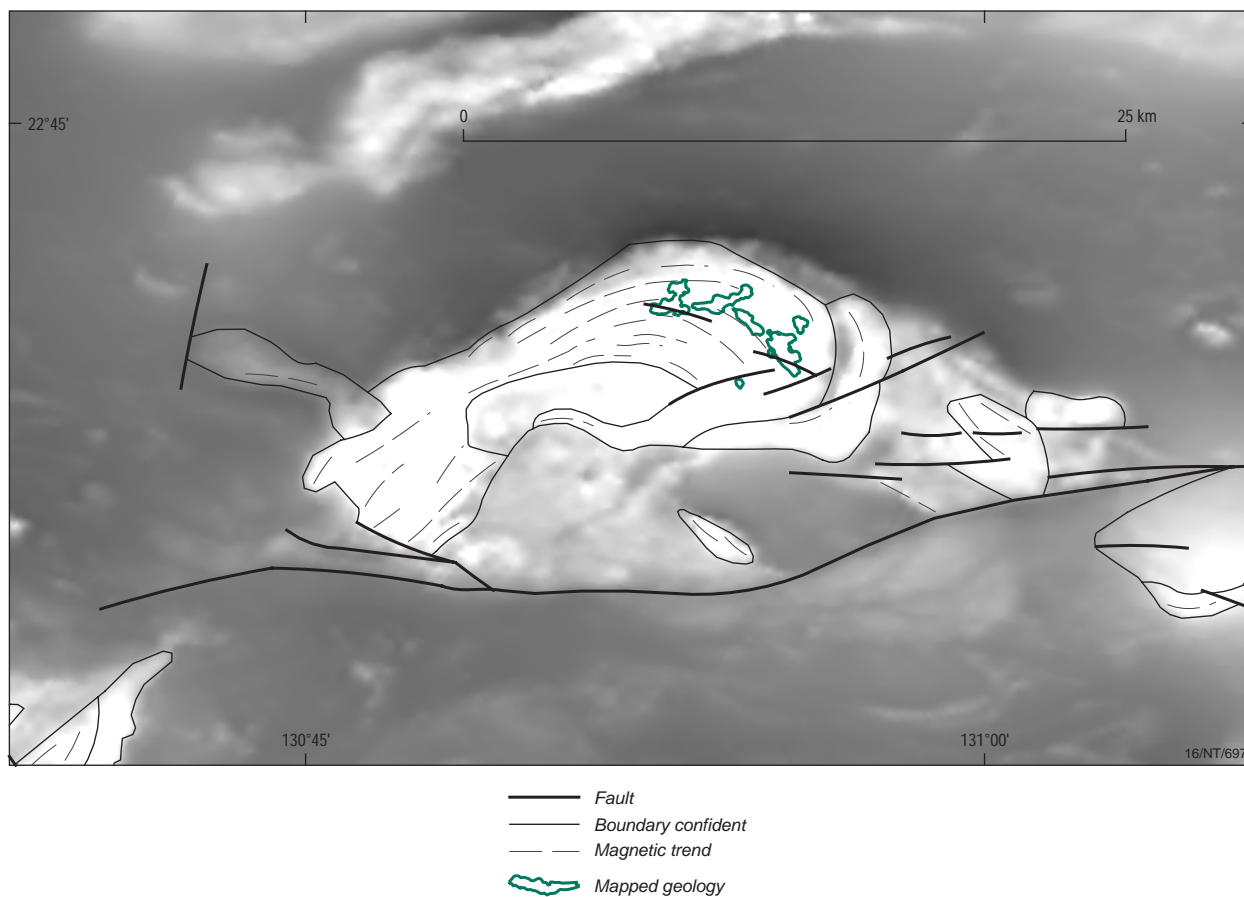 0
25 km
22°45'
130°45'
131°00'
16/NT/697
Fault
Boundary confident
Magnetic trend
Mapped geology